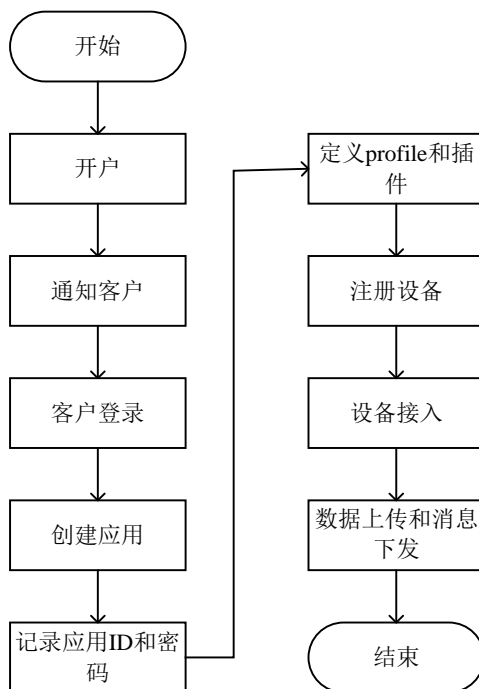 开始
开户
通知客户
客户登录
创建应用
记录应用ID和密
码
定义profile和插
件
注册设备
设备接入
数据上传和消息
下发
结束